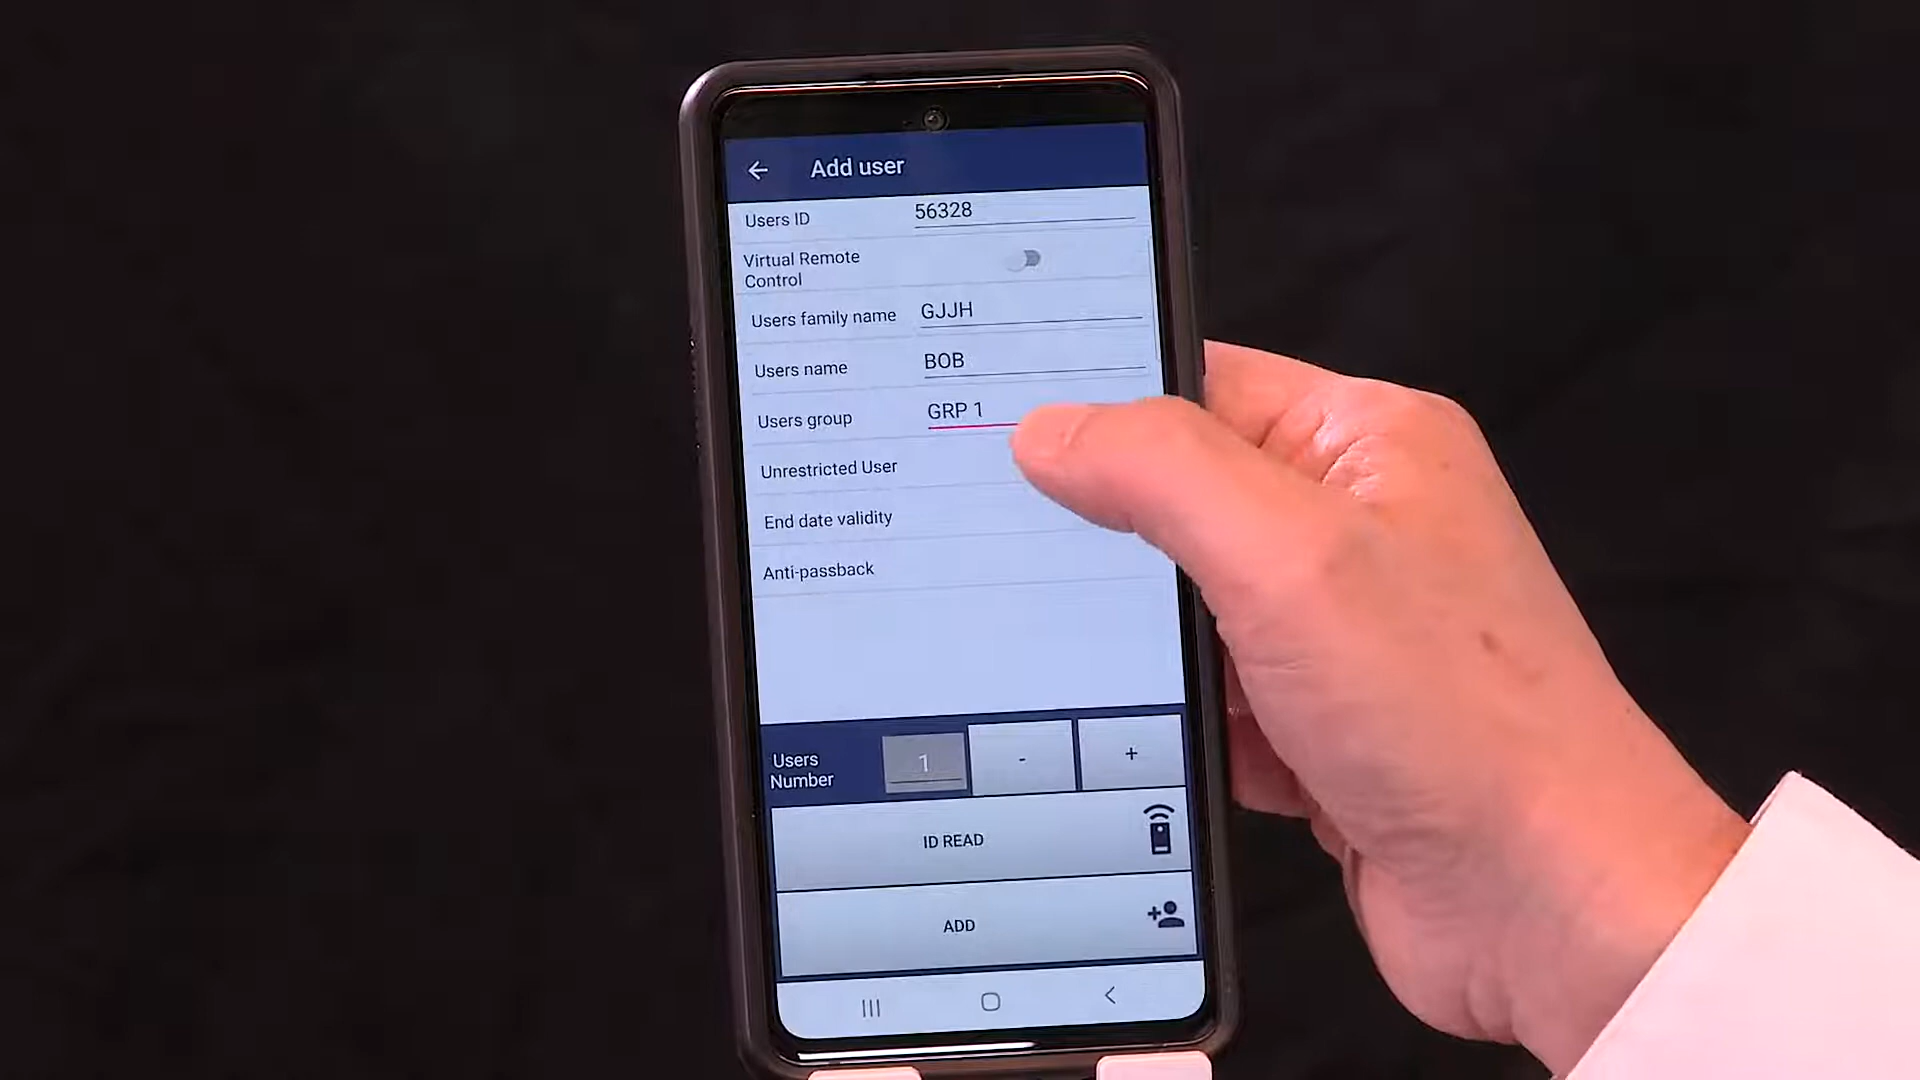 Add user
Users ID 56328
Virtual Remote
Control
Users family name GJJH
Users name BOB
Users group GRP 1
Unrestricted User
End date validity
Anti-passback
Users
Number
1 - +
ID READ
ADD